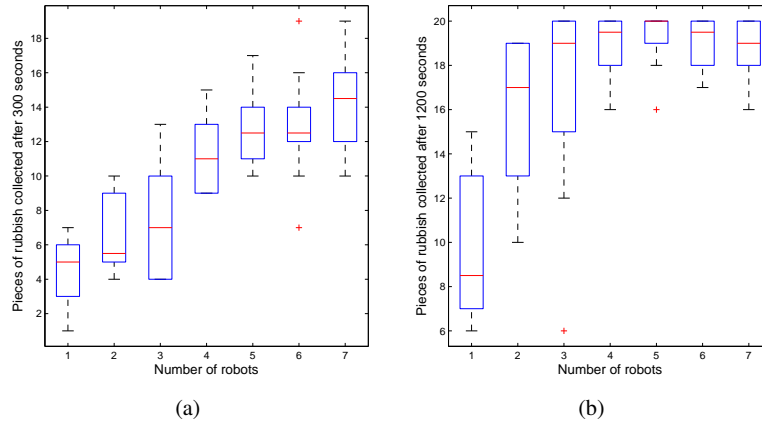 18
16
14
12
10
8
6
4
2
Pieces of rubbish collected after 300 seconds
1 2 3 4 5 6 7
Number of robots
(a)
20
18
16
14
12
10
8
6
Pieces of rubbish collected after 1200 seconds
1 2 3 4 5 6 7
Number of robots
(b)